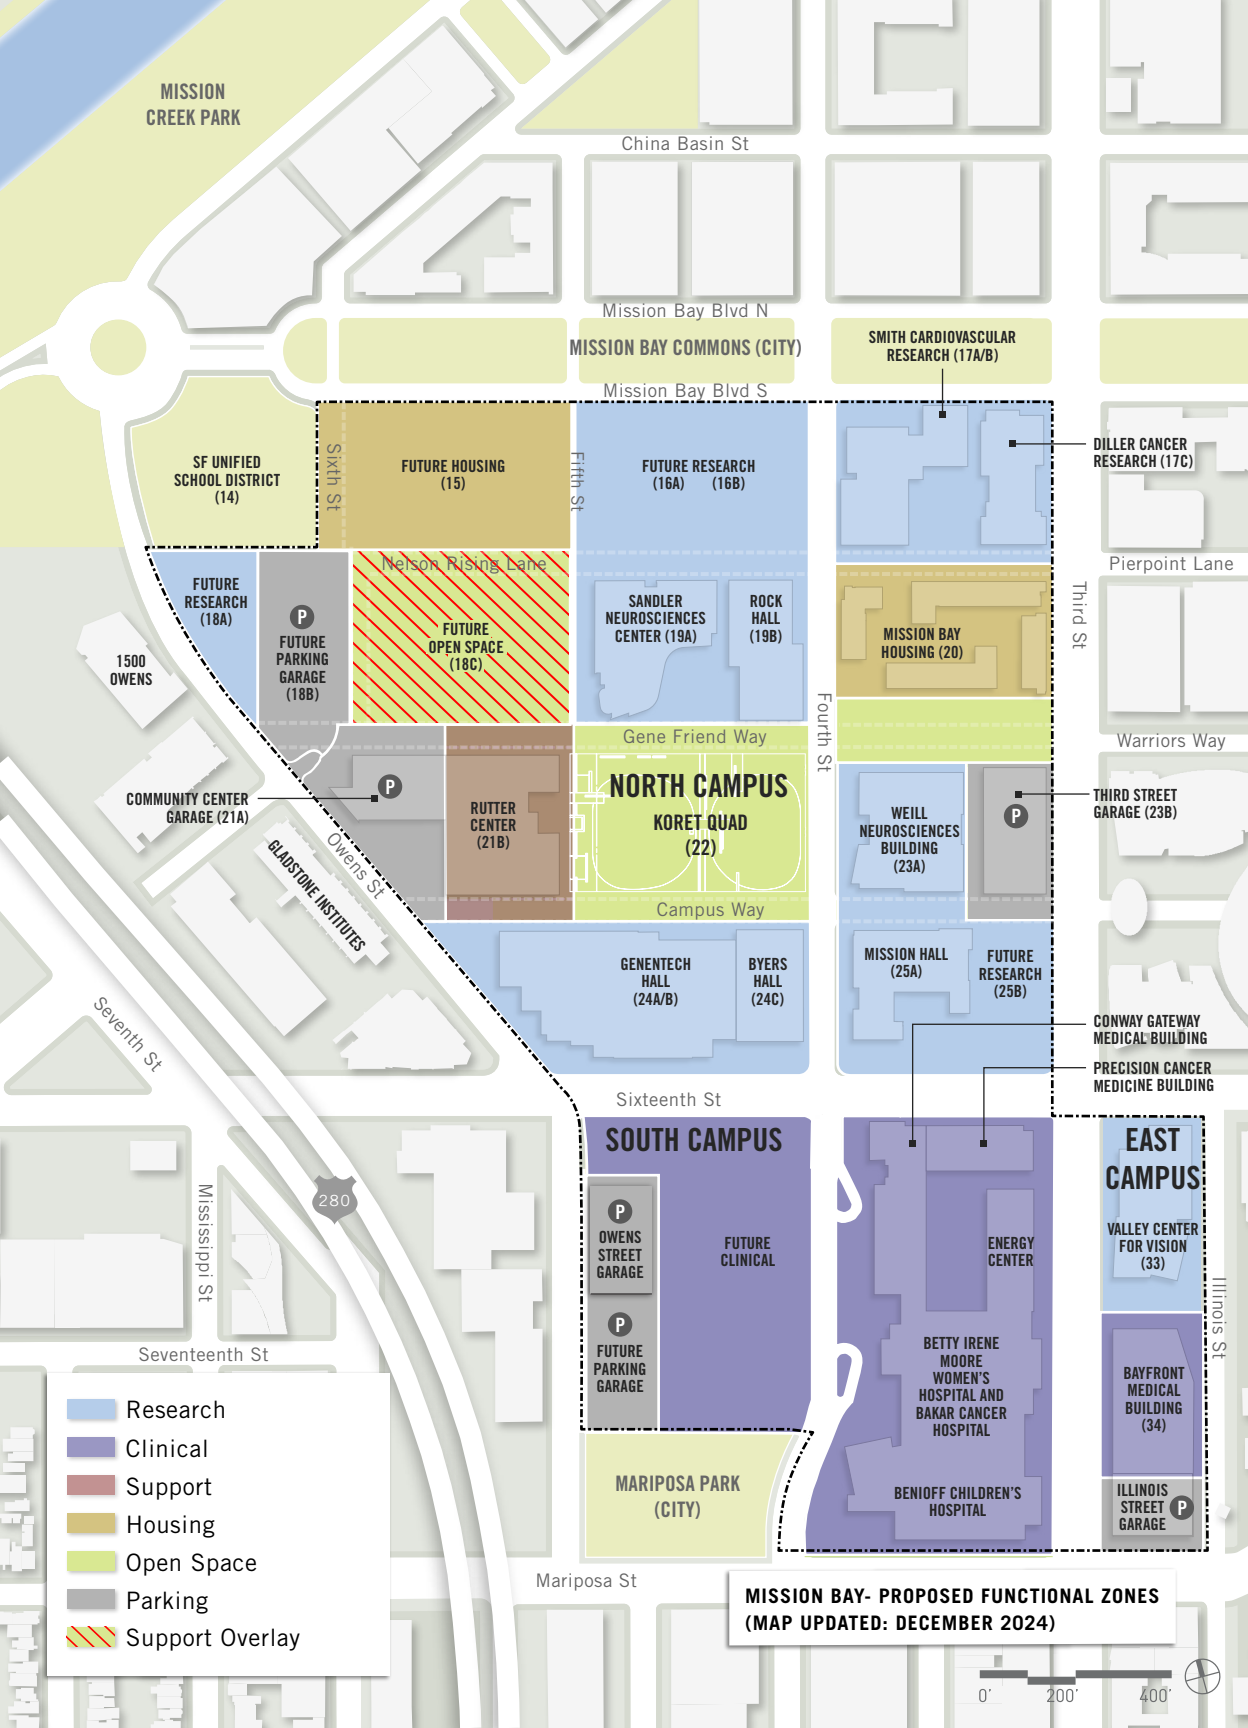 MISSION
CREEK PARK
China Basin St
Mission Bay Blvd N
MISSION BAY COMMONS (CITY)
SMITH CARDIOVASCULAR
RESEARCH (17A/B)
Mission Bay Blvd S
DILLER CANCER
RESEARCH (17C)
SF UNIFIED
SCHOOL DISTRICT
(14)
Sixth St
FUTURE HOUSING
(15)
Fifth St
FUTURE RESEARCH
(16A) (16B)
Nelson Rising Lane
Pierpoint Lane
FUTURE
RESEARCH
(18A)
P
FUTURE
PARKING
GARAGE
(18B)
FUTURE
OPEN SPACE
(18C)
SANDLER
NEUROSCIENCES
CENTER (19A)
ROCK
HALL
(19B)
MISSION BAY
HOUSING (20)
Third St
1500
OWENS
Fourth St
Gene Friend Way
Warriors Way
COMMUNITY CENTER
GARAGE (21A)
P
RUTTER
CENTER
(21B)
NORTH CAMPUS
KORET QUAD
(22)
WEILL
NEUROSCIENCES
BUILDING
(23A)
P
THIRD STREET
GARAGE (23B)
Owens St
GLADSTONE INSTITUTES
Campus Way
GENENTECH
HALL
(24A/B)
BYERS
HALL
(24C)
MISSION HALL
(25A)
FUTURE
RESEARCH
(25B)
Seventh St
CONWAY GATEWAY
MEDICAL BUILDING
PRECISION CANCER
MEDICINE BUILDING
Sixteenth St
SOUTH CAMPUS
EAST
CAMPUS
280
Mississippi St
P
OWENS
STREET
GARAGE
FUTURE
CLINICAL
ENERGY
CENTER
VALLEY CENTER
FOR VISION
(33)
Illinois St
P
FUTURE
PARKING
GARAGE
BETTY IRENE
MOORE
WOMEN'S
HOSPITAL AND
BAKAR CANCER
HOSPITAL
BAYFRONT
MEDICAL
BUILDING
(34)
Seventeenth St
MARIPOSA PARK
(CITY)
BENIOFF CHILDREN'S
HOSPITAL
ILLINOIS
STREET
GARAGE
P
Research
Clinical
Support
Housing
Open Space
Parking
Support Overlay
Mariposa St
MISSION BAY- PROPOSED FUNCTIONAL ZONES
(MAP UPDATED: DECEMBER 2024)
0' 200' 400'